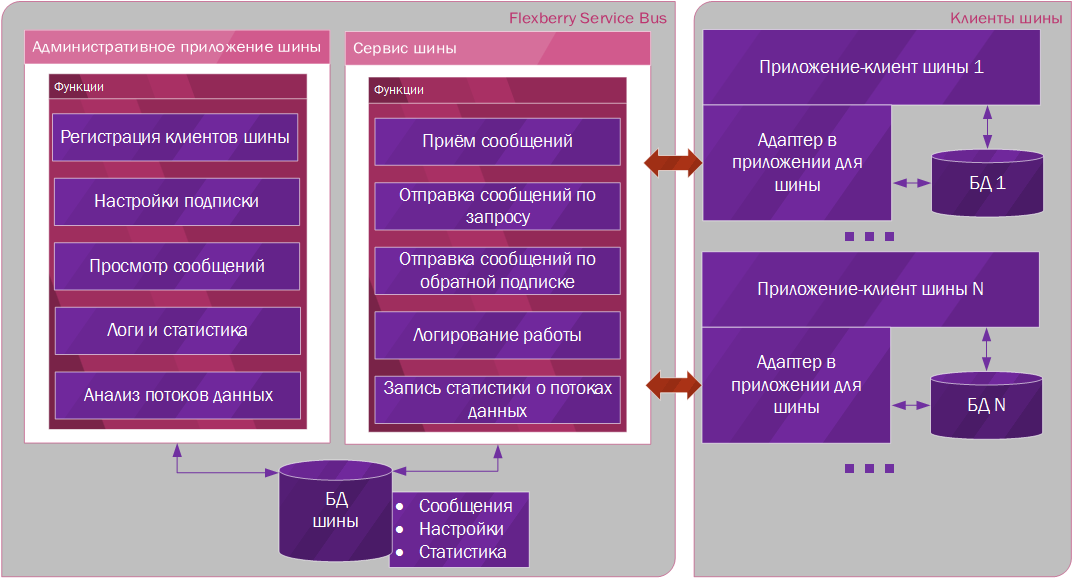 Flexberry Service Bus
Административное приложение шины
Функции
Регистрация клиентов шины
Настройки подписки
Просмотр сообщений
Логи и статистика
Анализ потоков данных
Сервис шины
Функции
Приём сообщений
Отправка сообщений по
запросу
Отправка сообщений по
обратной подписке
Логирование работы
Запись статистики о потоках
данных
БД
шины
Сообщения
Настройки
Статистика
Клиенты шины
Приложение-клиент шины 1
Адаптер в
приложении для
шины
БД 1
Приложение-клиент шины N
Адаптер в
приложении для
шины
БД N